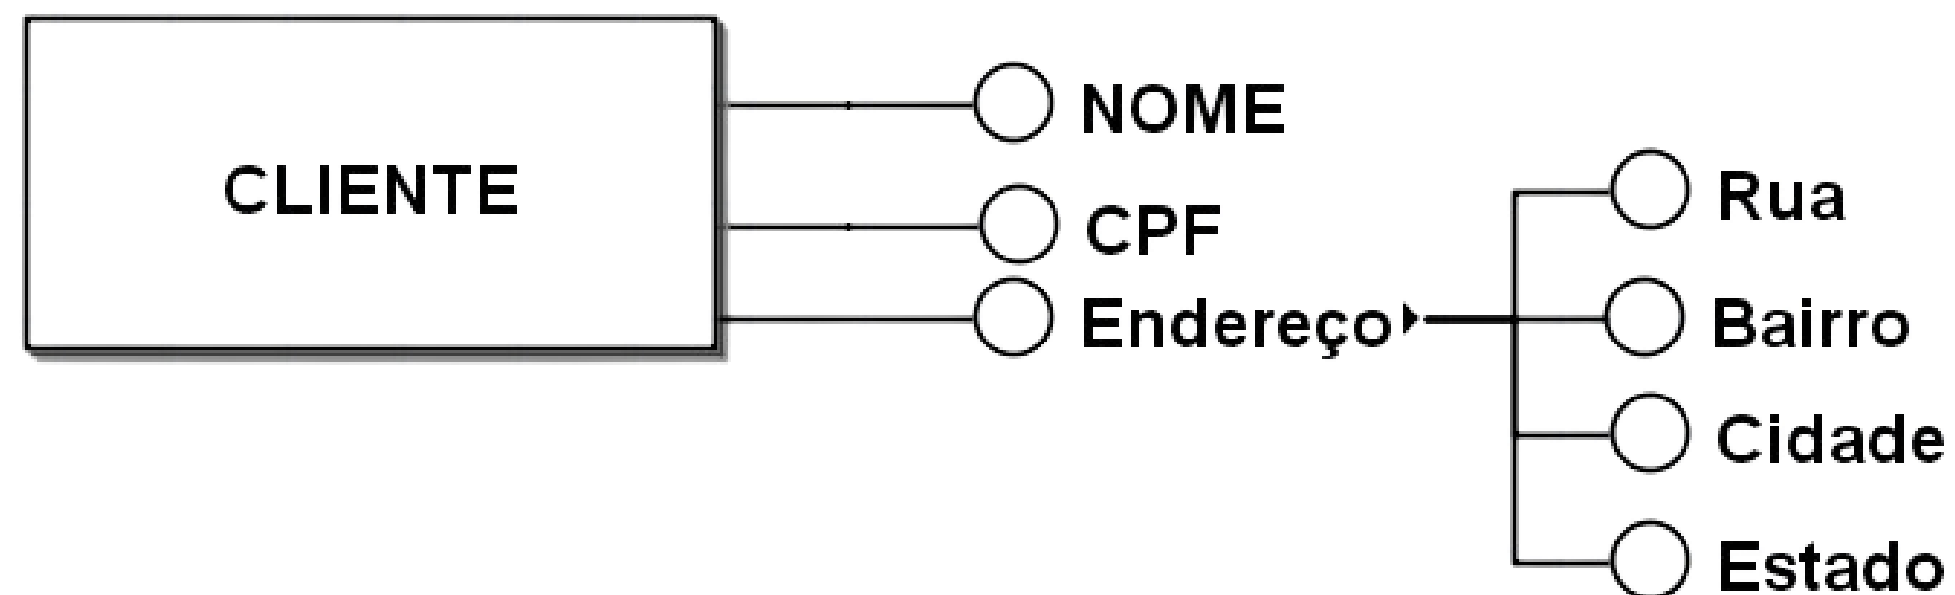 CLIENTE
NOME
CPF
Endereço
Rua
Bairro
Cidade
Estado